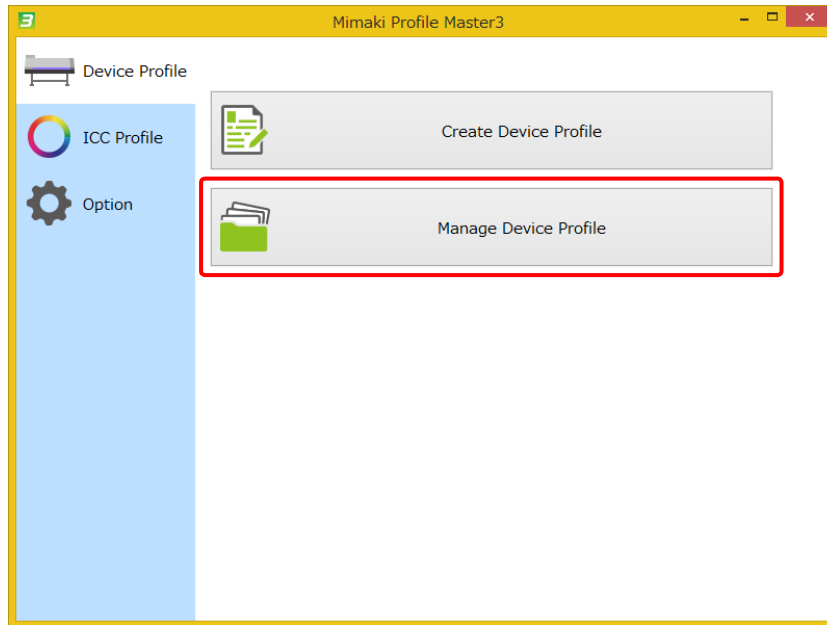 3 Mimaki Profile Master3
Device Profile
ICC Profile
Option
Create Device Profile
Manage Device Profile